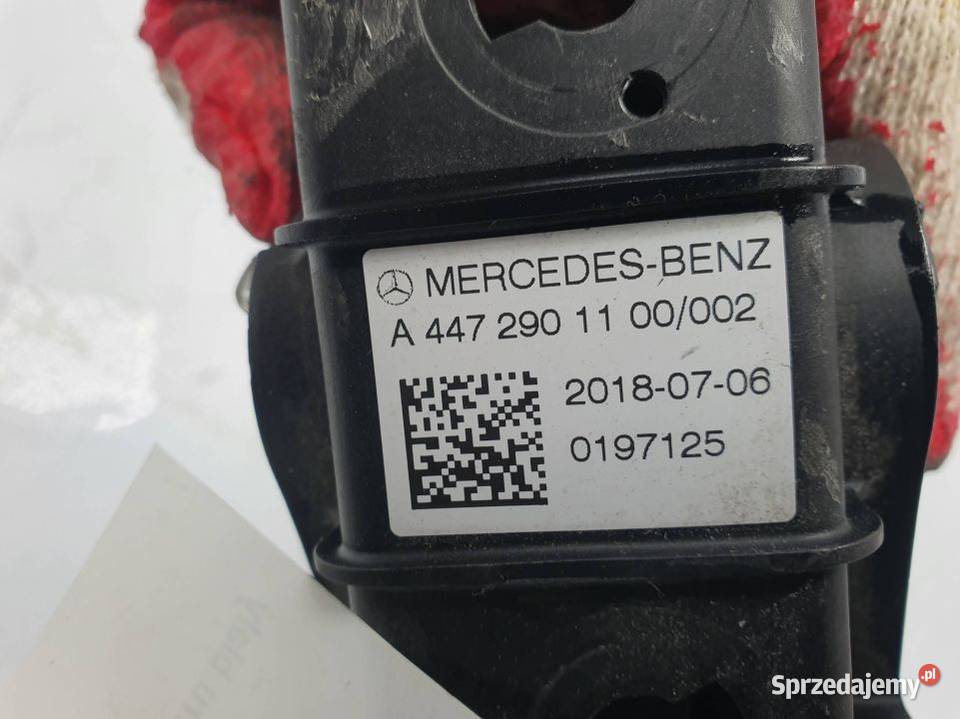 MERCEDES-BENZ
A 447 290 11 00/002
2018-07-06
0197125
Sprzedajemy.pl